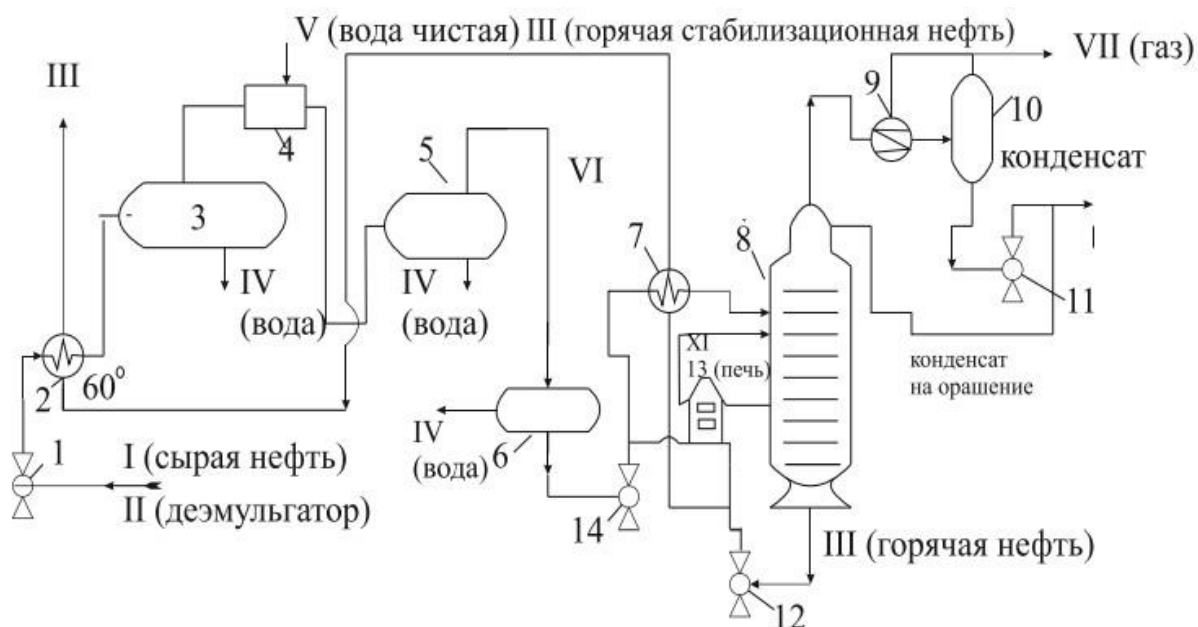 V (вода чистая) III (горячая стабилизационная нефть)
VII (газ)
III
9
10
4
5
конденсат
VI
3
7
8
IV
(вода)
IV
(вода)
11
XI
13 (печь)
конденсат
на орашение
60°
2
IV
(вода)
6
1
I (сырая нефть)
II (деэмульгатор)
14
III (горячая нефть)
12